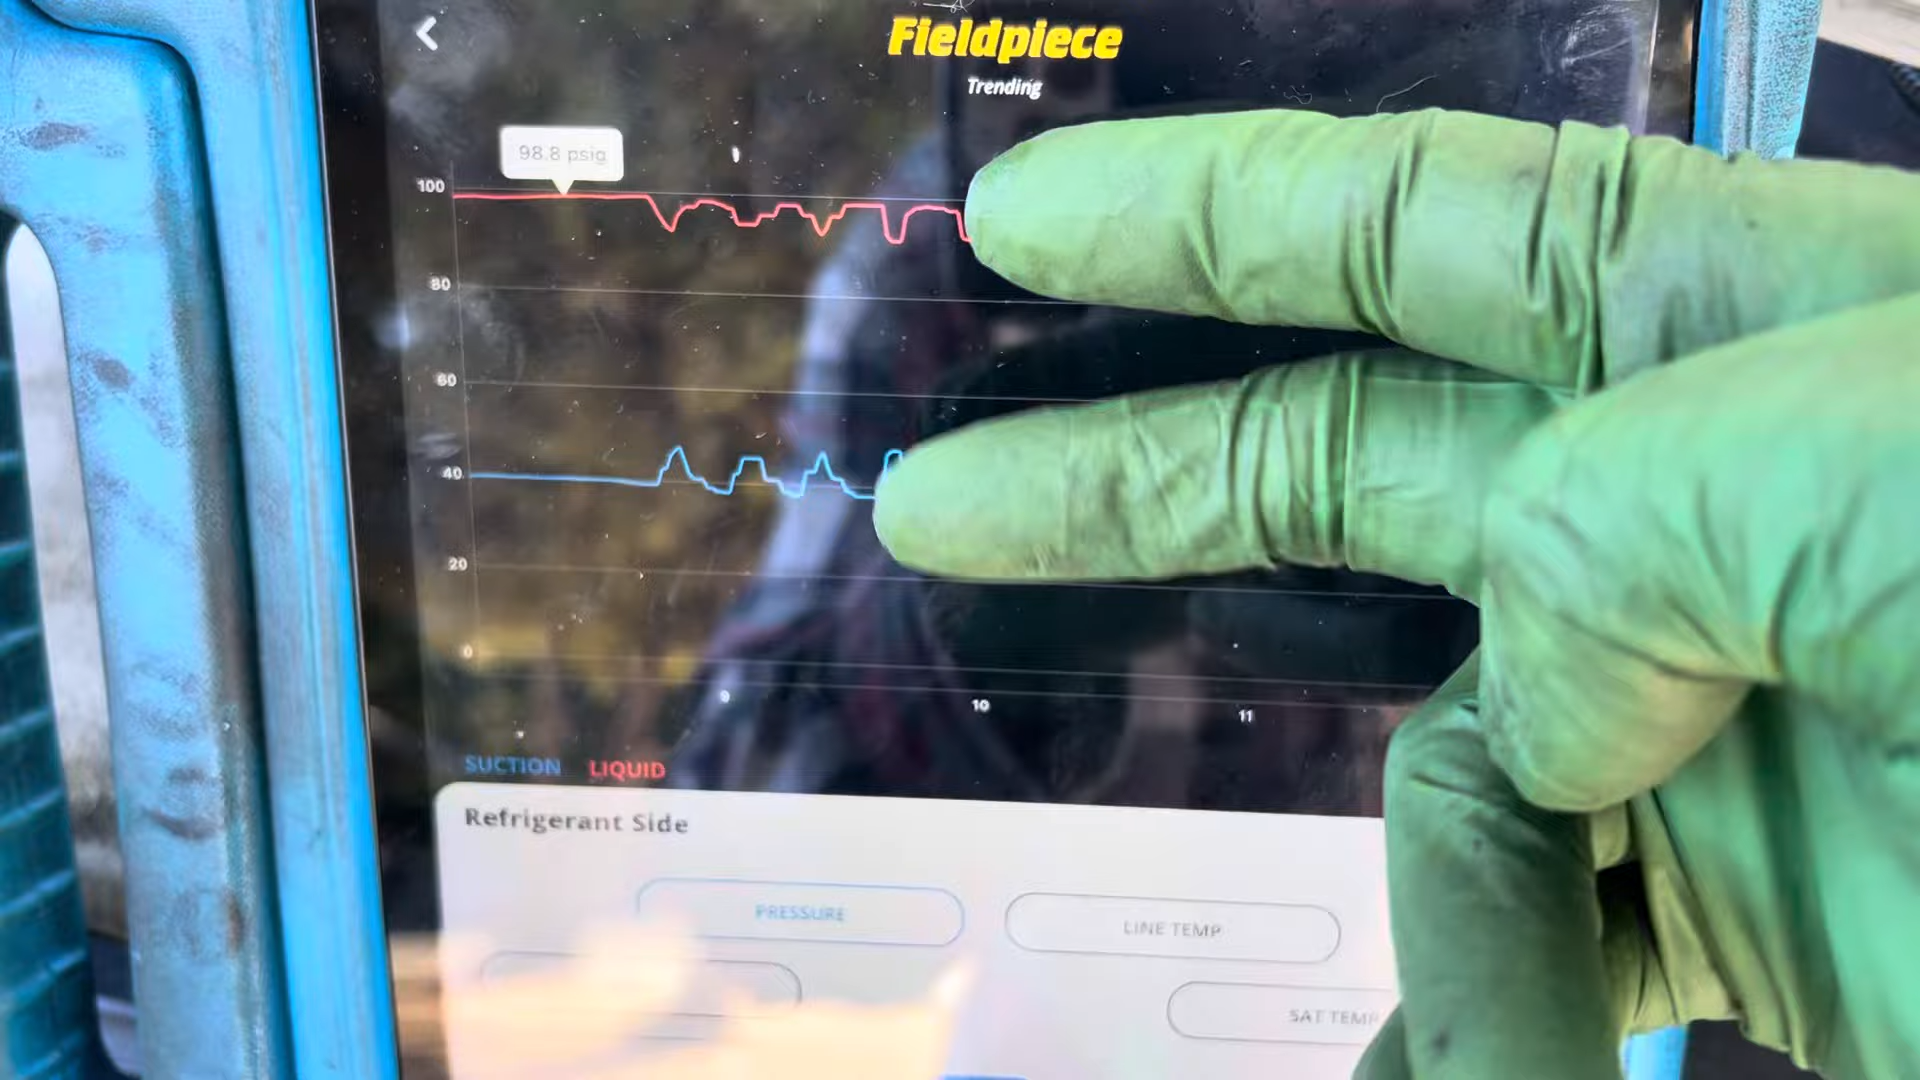 Fieldpiece
Trending
98.8 psig
100
80
60
40
20
0
9 10 11
SUCTION LIQUID
Refrigerant Side
PRESSURE LINE TEMP
SAT TEMP